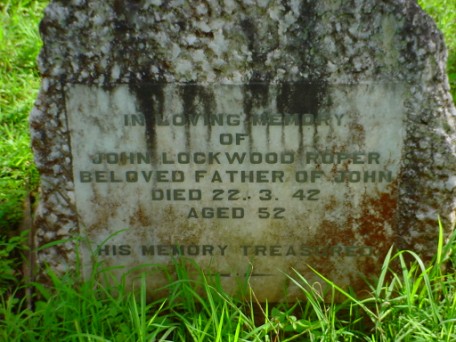 IN LOVING MEMORY
OF
JOHN LOCKWOOD ROPER
BELOVED FATHER OF JOHN
DIED 22. 3. 42
AGED 52
HIS MEMORY TREASURED